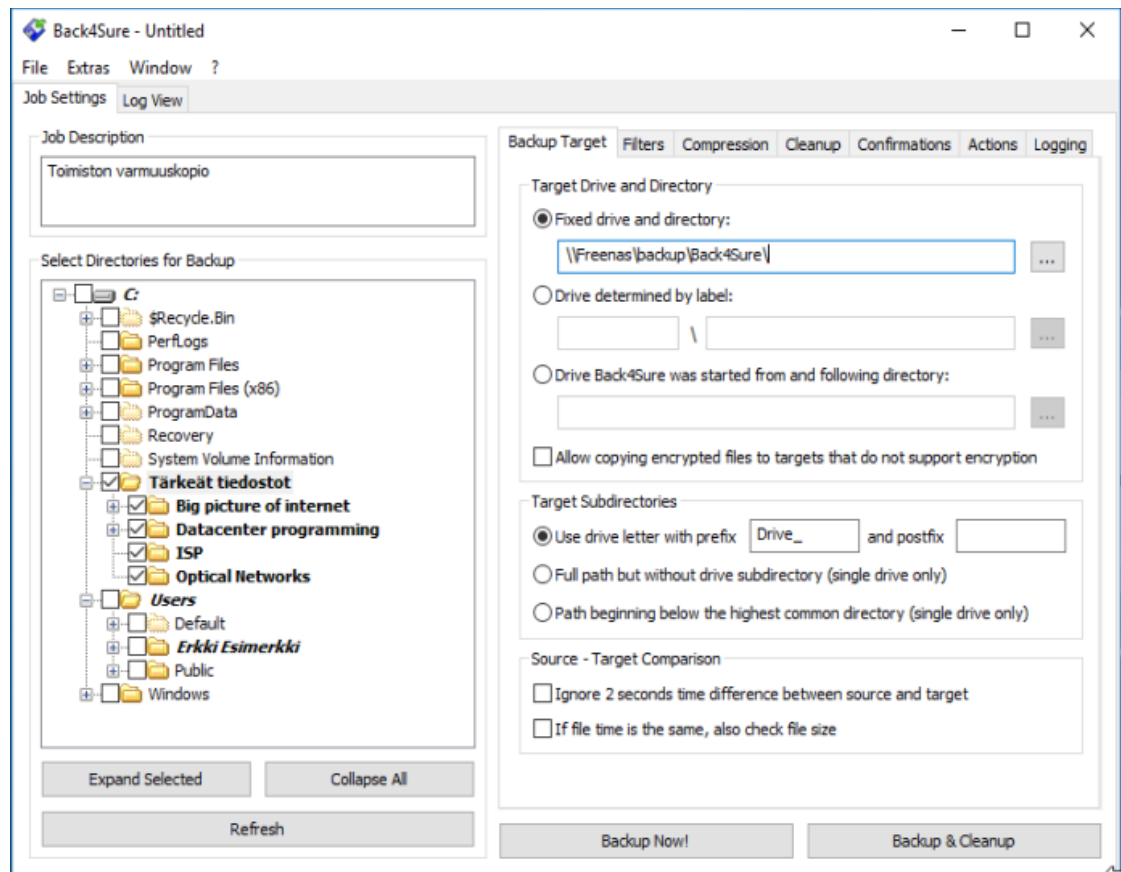 Back4Sure - Untitled
File Extras Window ?
Job Settings Log View
Job Description
Toimiston varmuuskopio
Select Directories for Backup
C:
$Recycle.Bin
PerfLogs
Program Files
Program Files (x86)
ProgramData
Recovery
System Volume Information
Tärkeät tiedostot
Big picture of internet
Datacenter programming
ISP
Optical Networks
Users
Default
Erkki Esimerkki
Public
Windows
Expand Selected Collapse All
Refresh
Backup Target Filters Compression Cleanup Confirmations Actions Logging
Target Drive and Directory
Fixed drive and directory:
\\Freenas\backup\Back4Sure\
...
Drive determined by label:
\
...
Drive Back4Sure was started from and following directory:
...
Allow copying encrypted files to targets that do not support encryption
Target Subdirectories
Use drive letter with prefix Drive_ and postfix
Full path but without drive subdirectory (single drive only)
Path beginning below the highest common directory (single drive only)
Source - Target Comparison
Ignore 2 seconds time difference between source and target
If file time is the same, also check file size
Backup Now! Backup & Cleanup